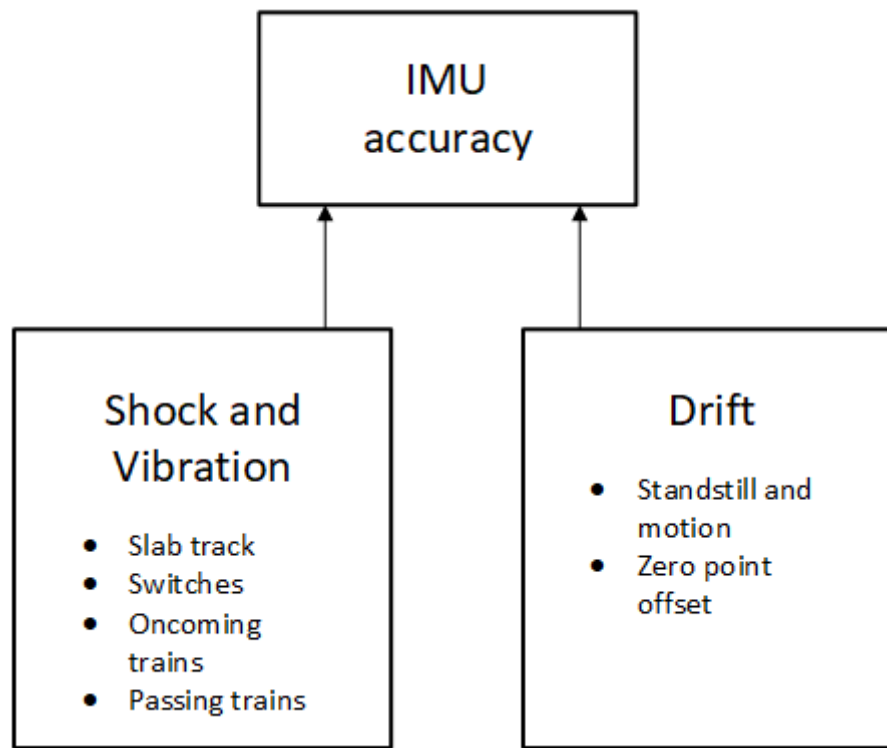 IMU
accuracy
Shock and
Vibration
• Slab track
• Switches
• Oncoming
trains
• Passing trains
Drift
• Standstill and
motion
• Zero point
offset